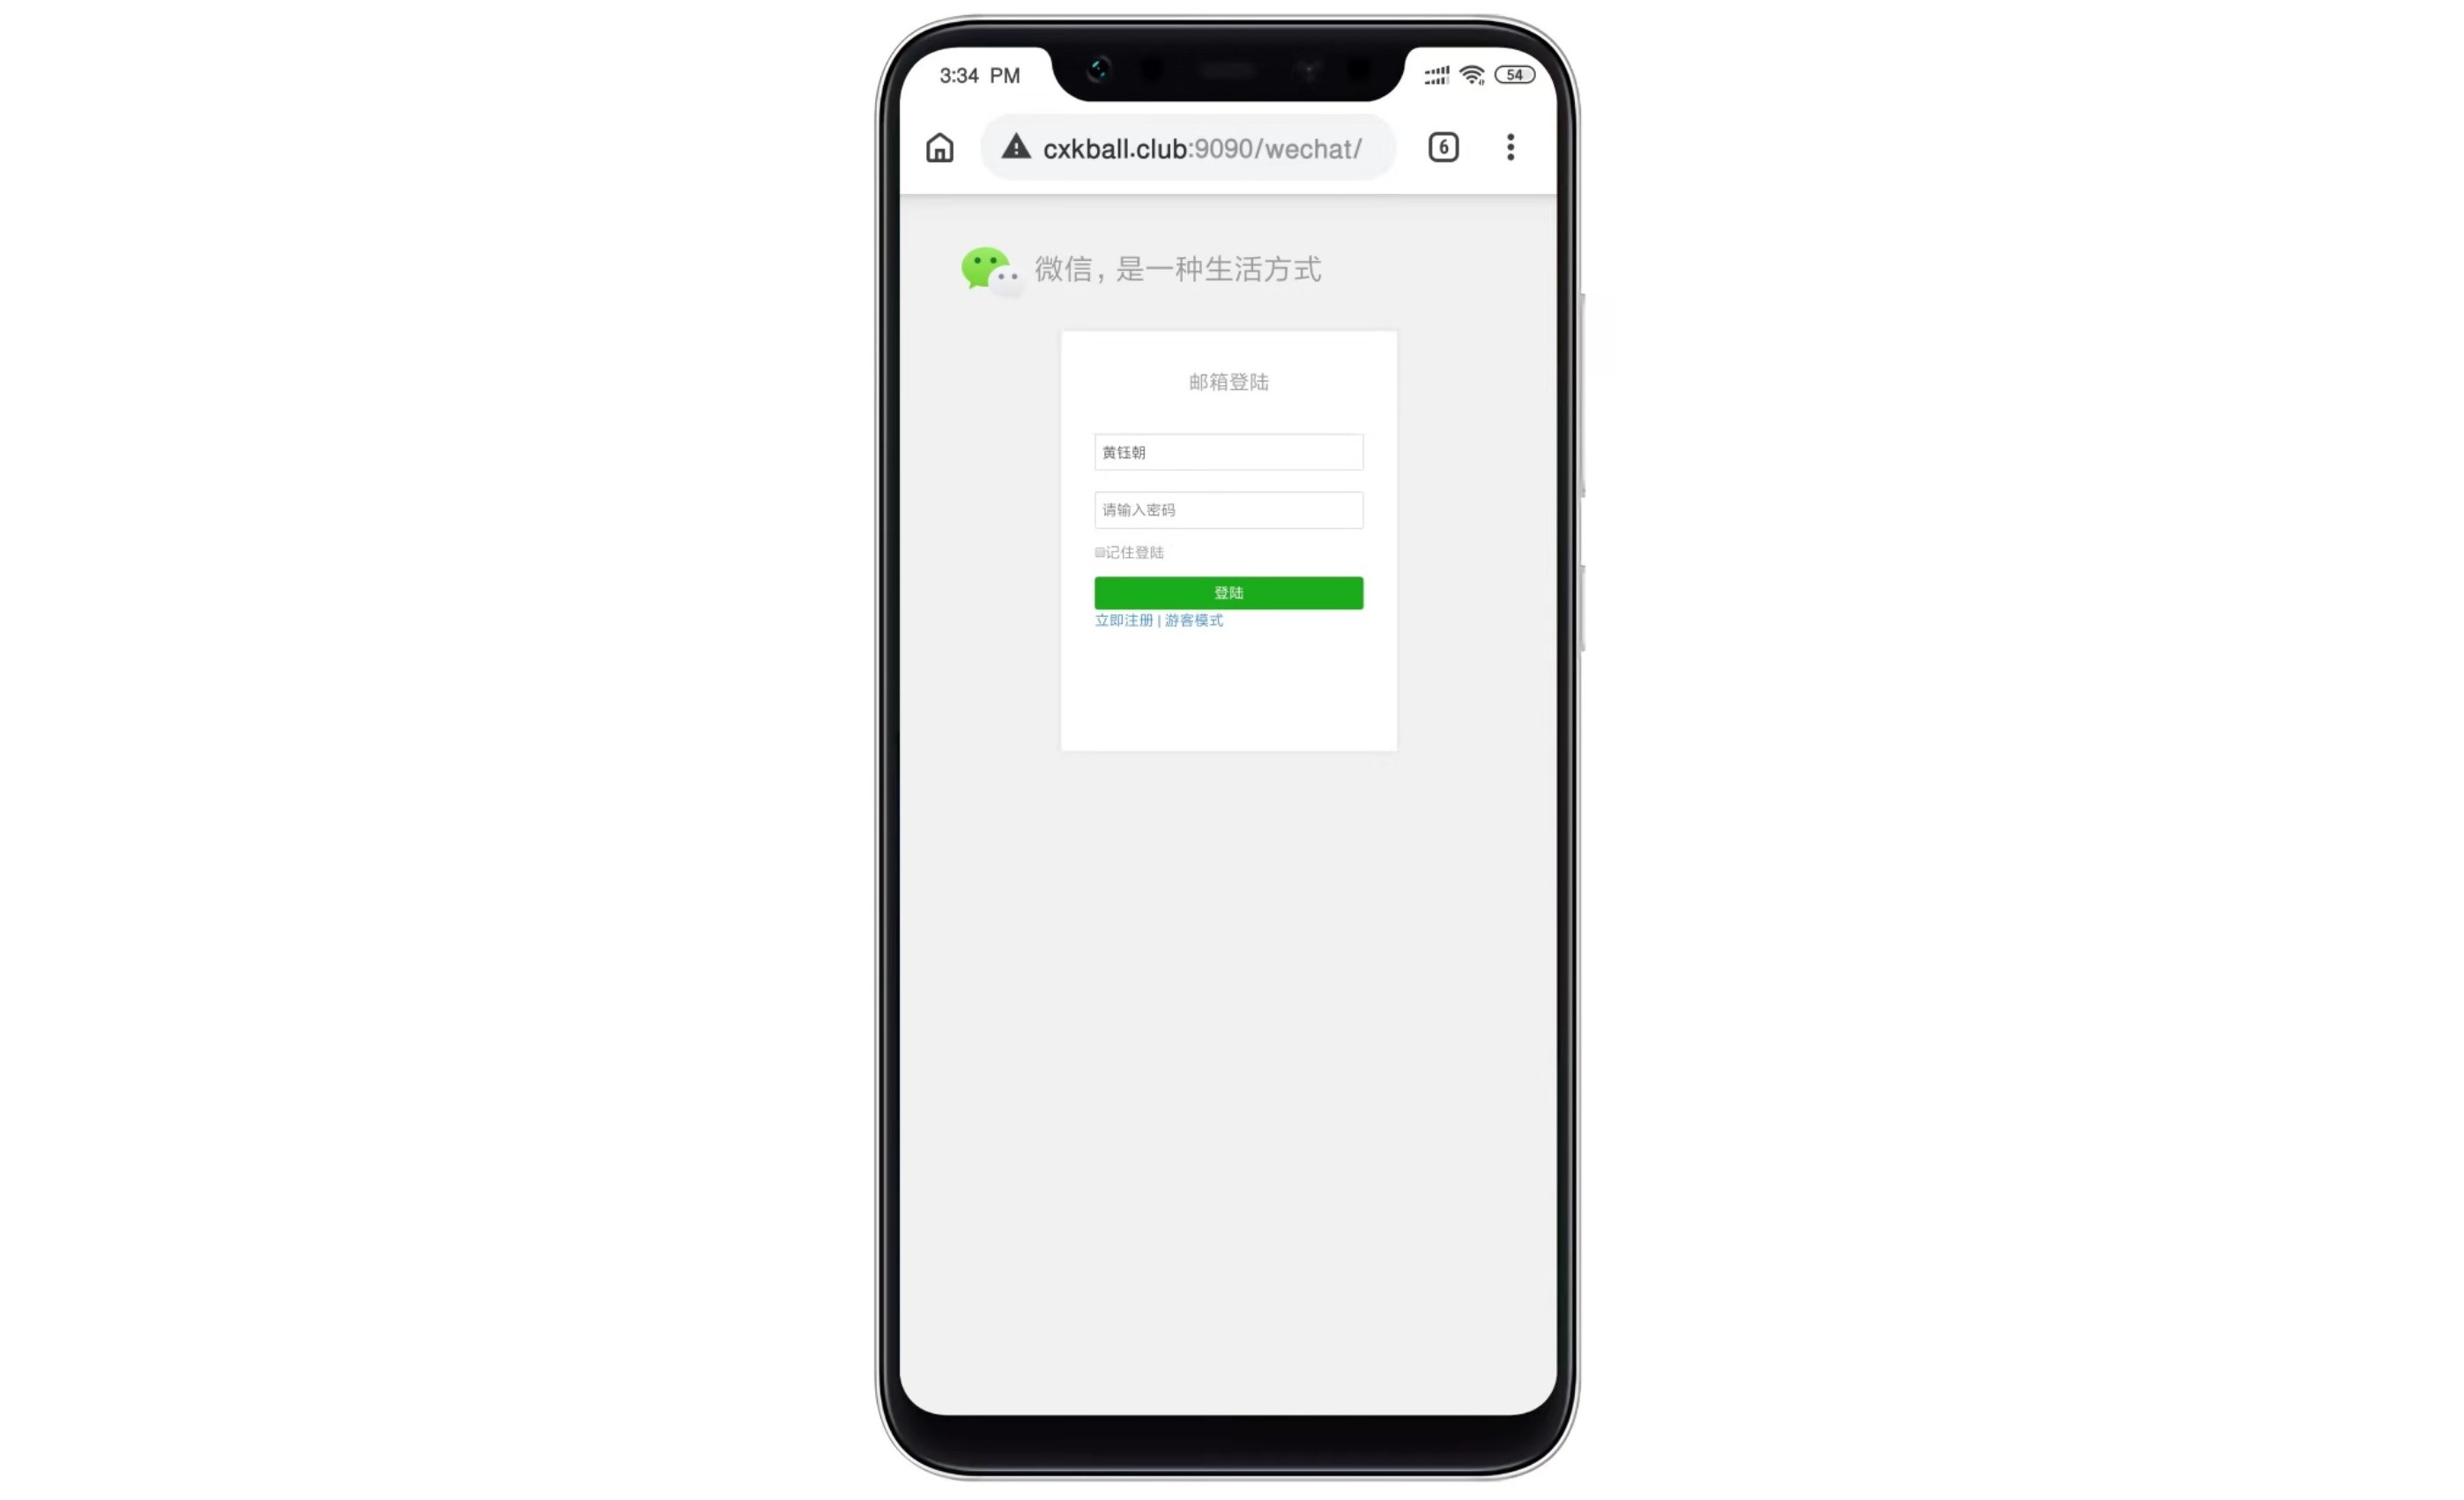 3:34 PM
54
cxkball.club:9090/wechat/
6
微信，是一种生活方式
邮箱登陆
黄钰朝
请输入密码
记住登陆
登陆
立即注册 | 游客模式